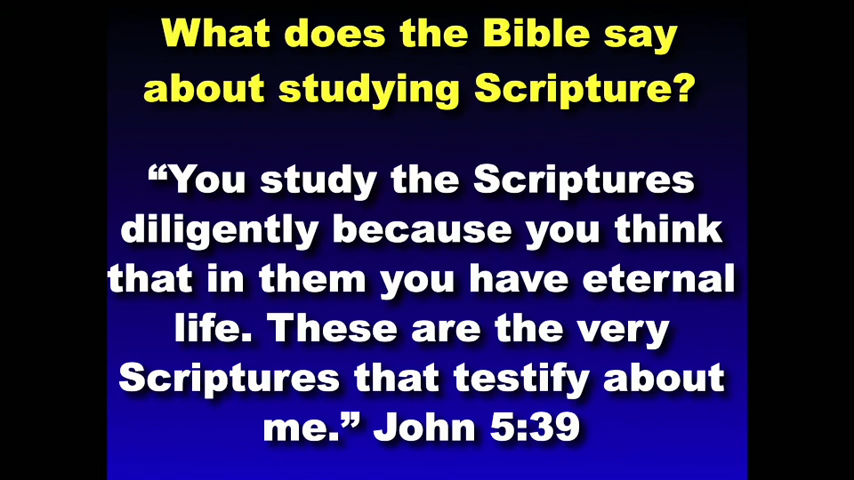 What does the Bible say
about studying Scripture?
“You study the Scriptures
diligently because you think
that in them you have eternal
life. These are the very
Scriptures that testify about
me.” John 5:39